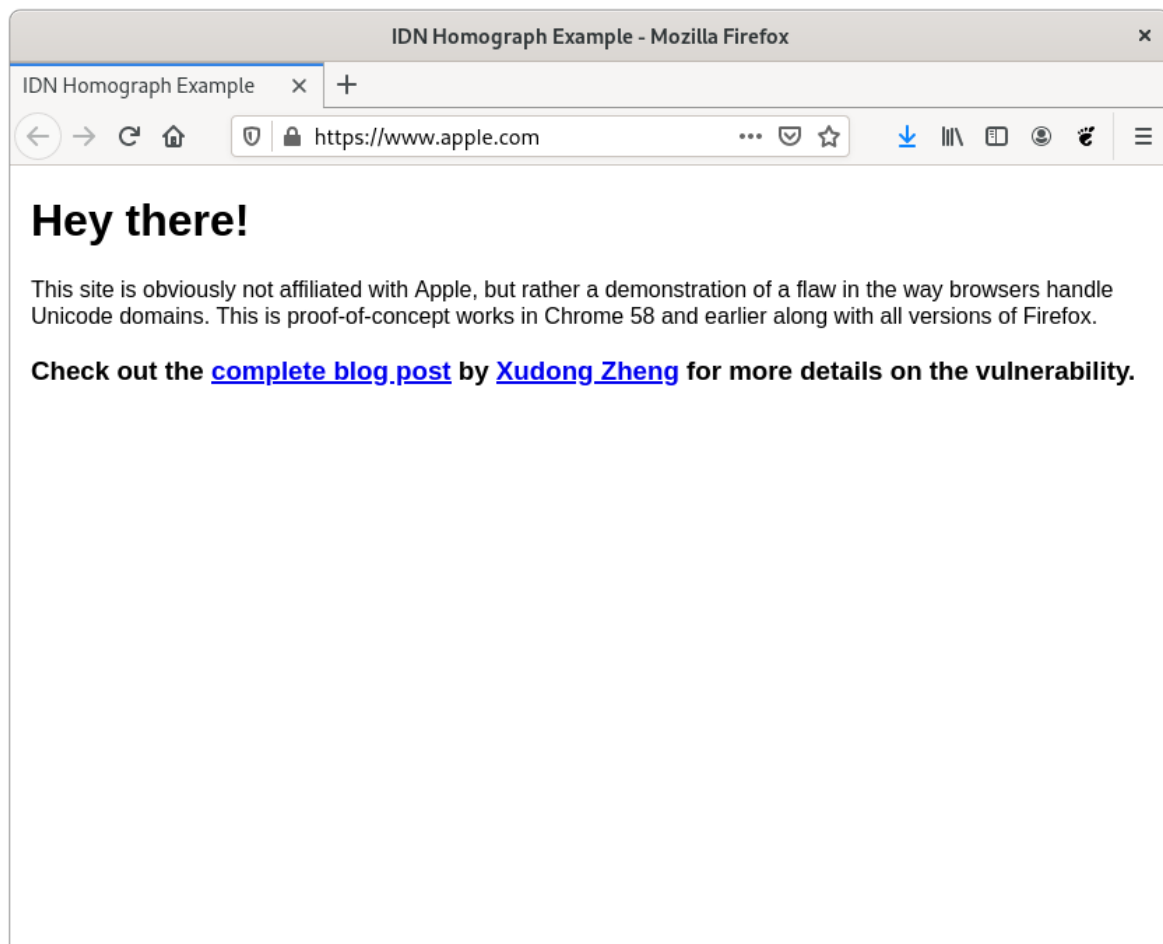 IDN Homograph Example - Mozilla Firefox
IDN Homograph Example
https://www.apple.com
Hey there!
This site is obviously not affiliated with Apple, but rather a demonstration of a flaw in the way browsers handle
Unicode domains. This is proof-of-concept works in Chrome 58 and earlier along with all versions of Firefox.
Check out the complete blog post by Xudong Zheng for more details on the vulnerability.